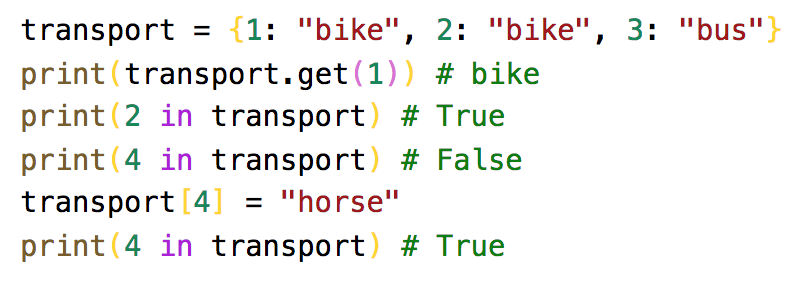 transport = {1: "bike", 2: "bike", 3: "bus"}
print(transport.get(1)) # bike
print(2 in transport) # True
print(4 in transport) # False
transport[4] = "horse"
print(4 in transport) # True